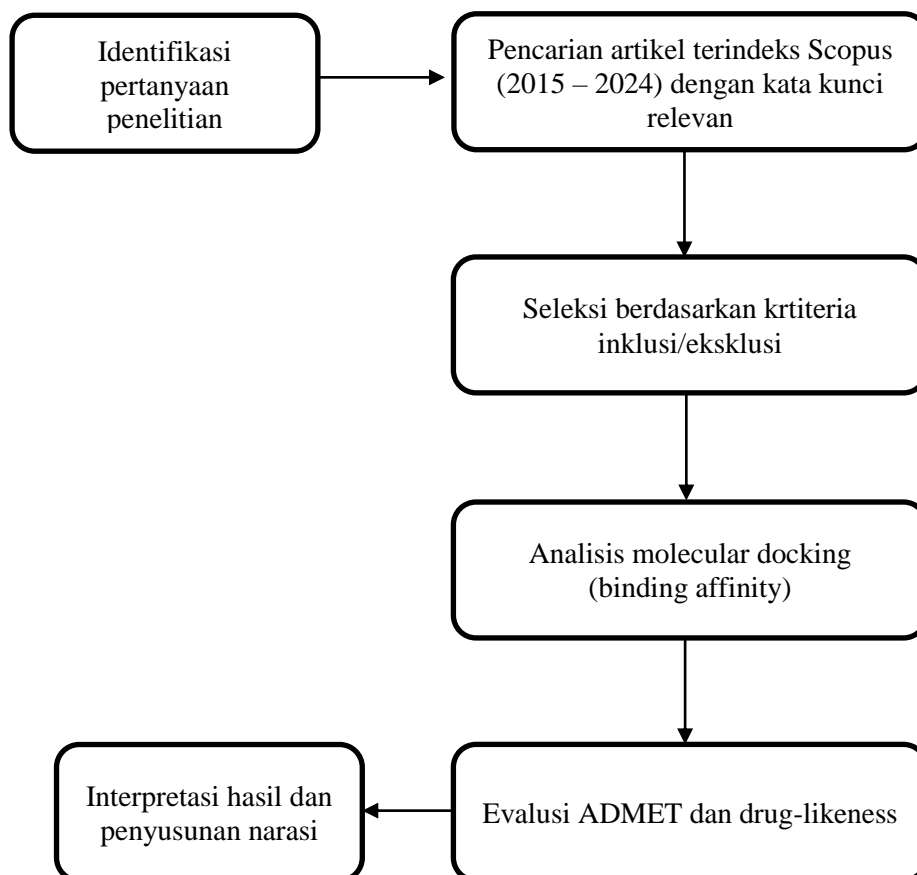 Identifikasi
pertanyaan
penelitian
Pencarian artikel terindeks Scopus
(2015 – 2024) dengan kata kunci
relevan
Seleksi berdasarkan krtiteria
inklusi/eksklusi
Analisis molecular docking
(binding affinity)
Evalusi ADMET dan drug-likeness
Interpretasi hasil dan
penyusunan narasi